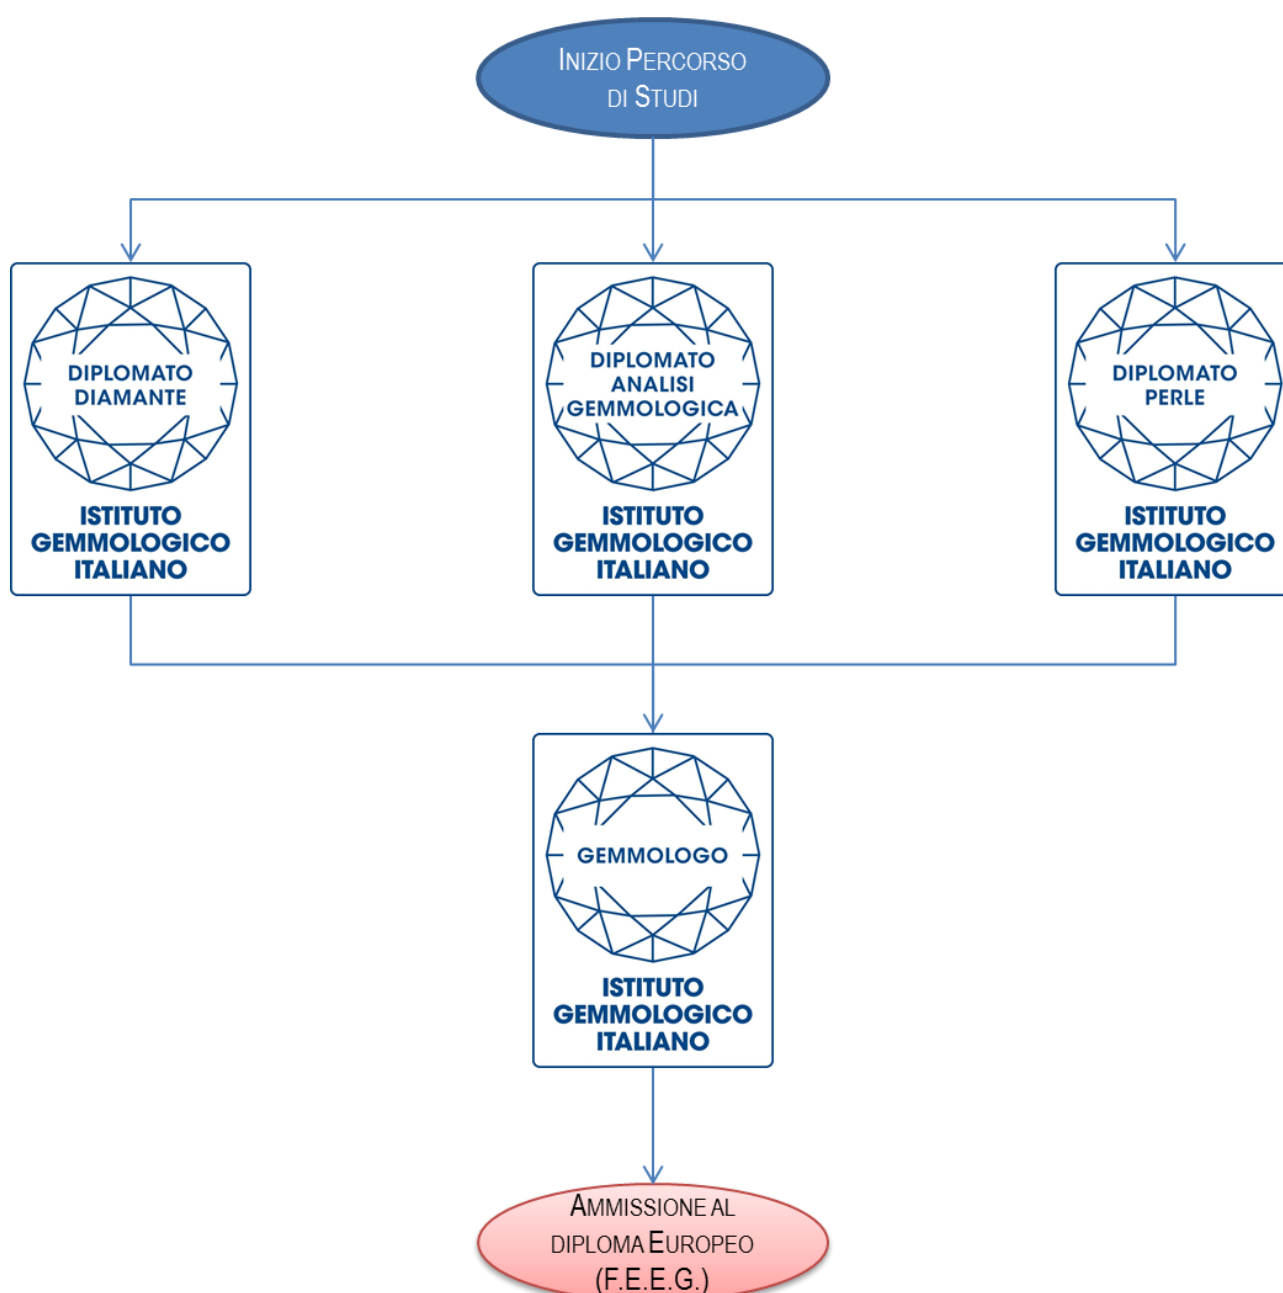 INIZIO PERCORSO
DI STUDI
DIPLOMATO
DIAMANTE
ISTITUTO
GEMMOLOGICO
ITALIANO
DIPLOMATO
ANALISI
GEMMOLOGICA
ISTITUTO
GEMMOLOGICO
ITALIANO
DIPLOMATO
PERLE
ISTITUTO
GEMMOLOGICO
ITALIANO
GEMMOLOGO
ISTITUTO
GEMMOLOGICO
ITALIANO
AMMISSIONE AL
DIPLOMA EUROPEO
(F.E.E.G.)